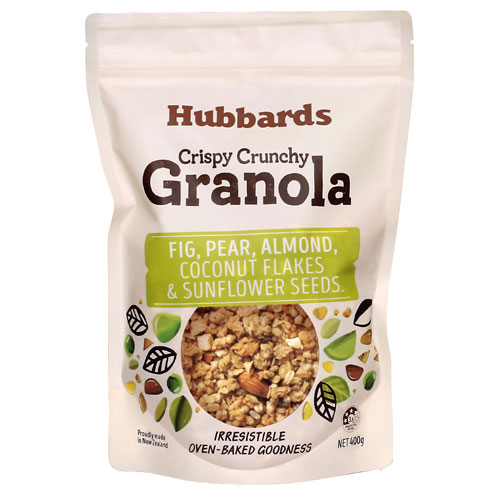 Hubbards
Crispy Crunchy
Granola
FIG, PEAR, ALMOND,
COCONUT FLAKES
& SUNFLOWER SEEDS.
Proudly made
in New Zealand
IRRESISTIBLE
OVEN-BAKED GOODNESS
NET 400g